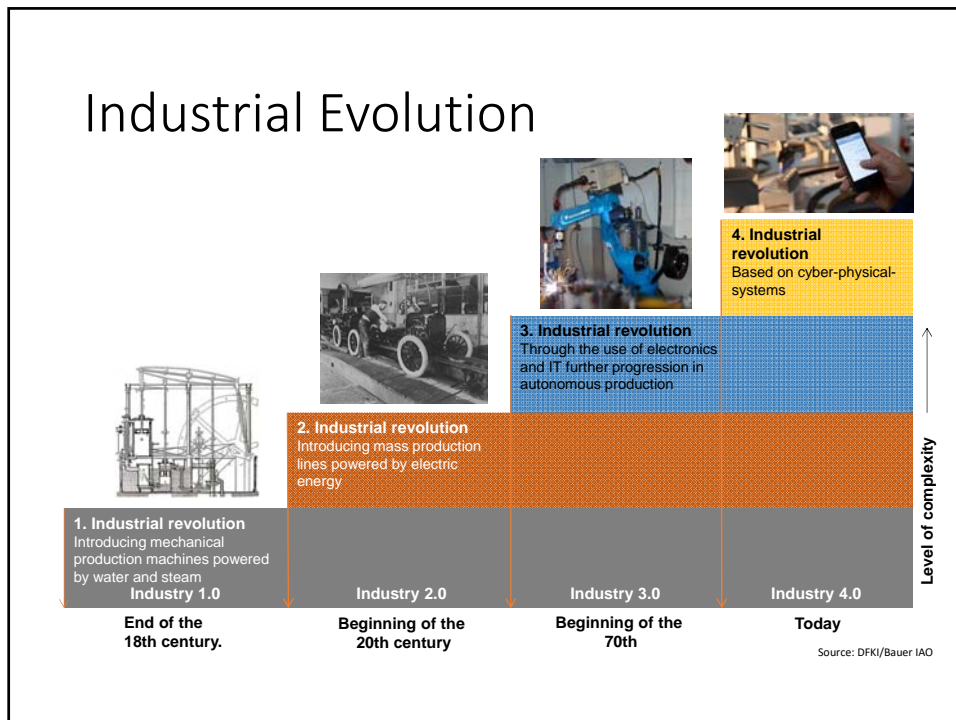 Industrial Evolution
4. Industrial
revolution
Based on cyber-physical-
systems
3. Industrial revolution
Through the use of electronics
and IT further progression in
autonomous production
2. Industrial revolution
Introducing mass production
lines powered by electric
energy
1. Industrial revolution
Introducing mechanical
production machines powered
by water and steam
Level of complexity
Industry 1.0
Industry 2.0
Industry 3.0
Industry 4.0
End of the
18th century.
Beginning of the
20th century
Beginning of the
70th
Today
Source: DFKI/Bauer IAO